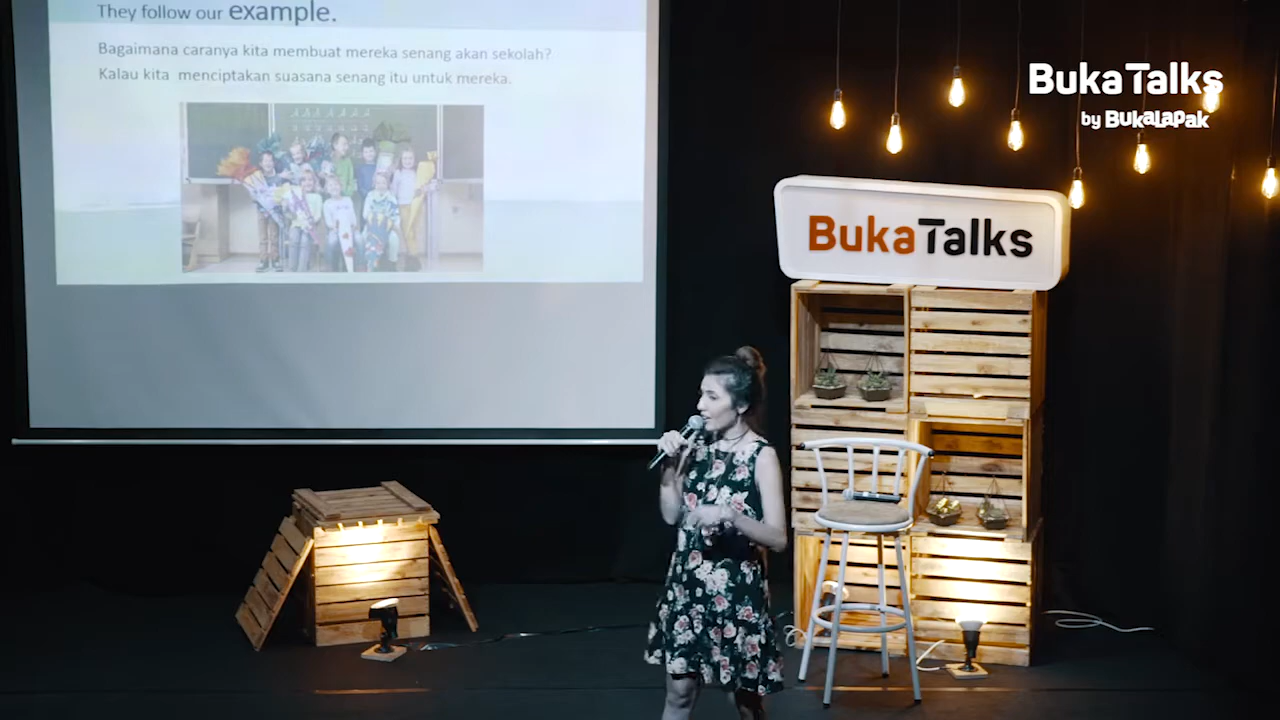 They follow our example.
Bagaimana caranya kita membuat mereka senang akan sekolah?
Kalau kita menciptakan suasana senang itu untuk mereka.
BukaTalks
by BukaLapak
BukaTalks